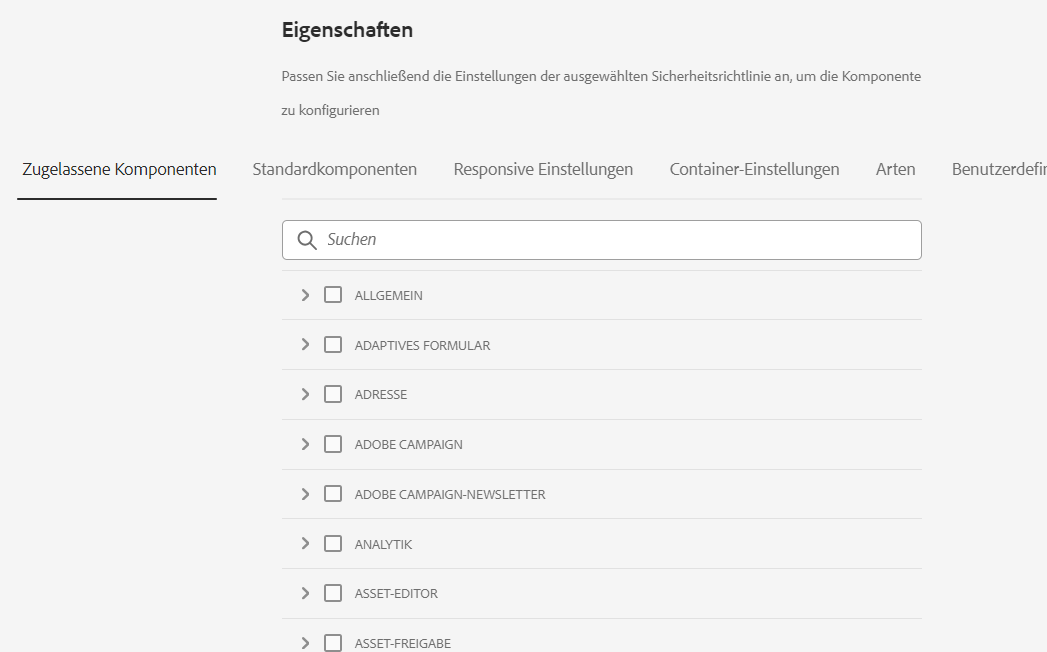 Eigenschaften
Passen Sie anschließend die Einstellungen der ausgewählten Sicherheitsrichtlinie an, um die Komponente
zu konfigurieren
Zugelassene Komponenten Standardkomponenten Responsive Einstellungen Container-Einstellungen Arten Benutzerdefin
Suchen
ALLGEMEIN
ADAPTIVES FORMULAR
ADRESSE
ADOBE CAMPAIGN
ADOBE CAMPAIGN-NEWSLETTER
ANALYTIK
ASSET-EDITOR
ASSET-FREIGABE